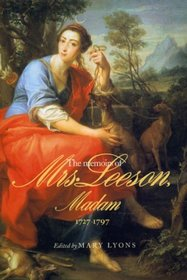 The memoirs of
Mrs. Leeson,
Madam
1727-1797
Edited by MARY LYONS